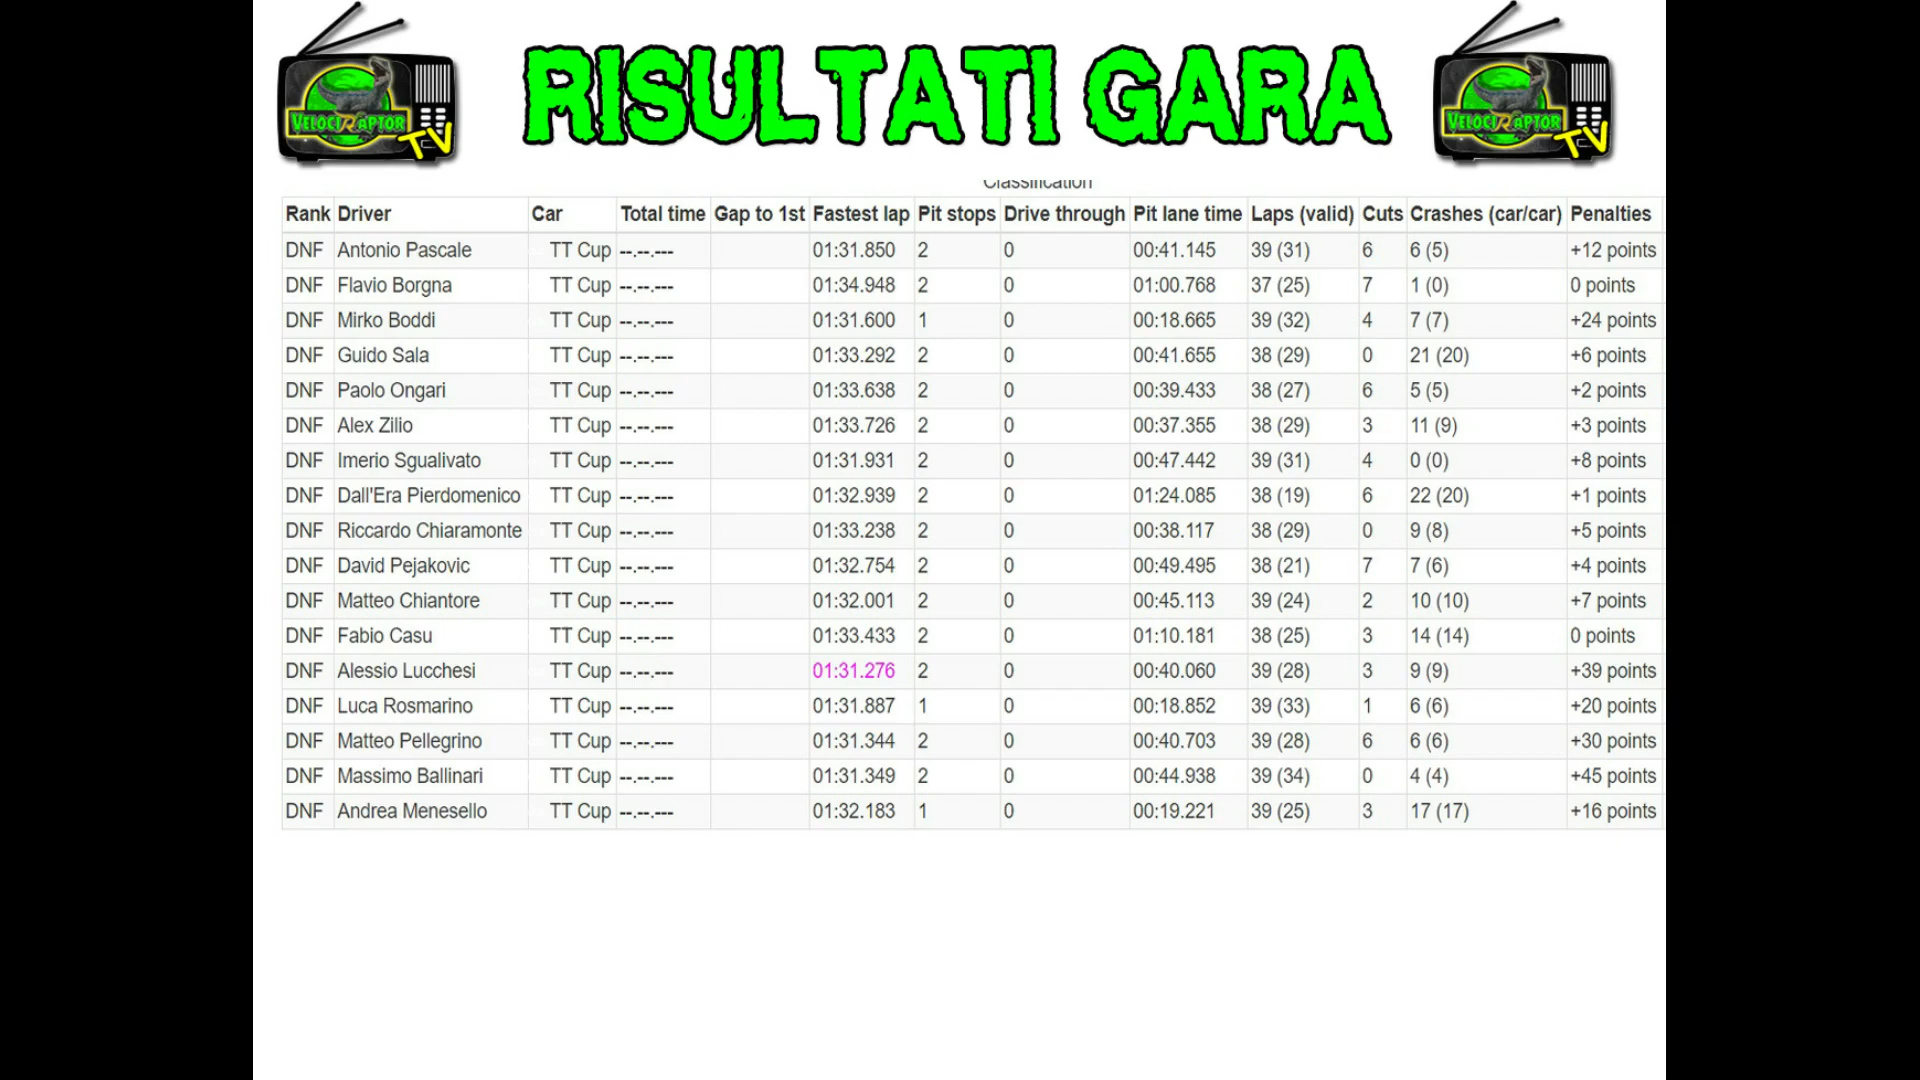 VELOCIRAPTOR TV
RISULTATI GARA
VELOCIRAPTOR TV
Classification
Rank Driver Car Total time Gap to 1st Fastest lap Pit stops Drive through Pit lane time Laps (valid) Cuts Crashes (car/car) Penalties
DNF Antonio Pascale TT Cup --.--.--- 01:31.850 2 0 00:41.145 39 (31) 6 6 (5) +12 points
DNF Flavio Borgna TT Cup --.--.--- 01:34.948 2 0 01:00.768 37 (25) 7 1 (0) 0 points
DNF Mirko Boddi TT Cup --.--.--- 01:31.600 1 0 00:18.665 39 (32) 4 7 (7) +24 points
DNF Guido Sala TT Cup --.--.--- 01:33.292 2 0 00:41.655 38 (29) 0 21 (20) +6 points
DNF Paolo Ongari TT Cup --.--.--- 01:33.638 2 0 00:39.433 38 (27) 6 5 (5) +2 points
DNF Alex Zilio TT Cup --.--.--- 01:33.726 2 0 00:37.355 38 (29) 3 11 (9) +3 points
DNF Imerio Sgualivato TT Cup --.--.--- 01:31.931 2 0 00:47.442 39 (31) 4 0 (0) +8 points
DNF Dall'Era Pierdomenico TT Cup --.--.--- 01:32.939 2 0 01:24.085 38 (19) 6 22 (20) +1 points
DNF Riccardo Chiaramonte TT Cup --.--.--- 01:33.238 2 0 00:38.117 38 (29) 0 9 (8) +5 points
DNF David Pejakovic TT Cup --.--.--- 01:32.754 2 0 00:49.495 38 (21) 7 7 (6) +4 points
DNF Matteo Chiantore TT Cup --.--.--- 01:32.001 2 0 00:45.113 39 (24) 2 10 (10) +7 points
DNF Fabio Casu TT Cup --.--.--- 01:33.433 2 0 01:10.181 38 (25) 3 14 (14) 0 points
DNF Alessio Lucchesi TT Cup --.--.--- 01:31.276 2 0 00:40.060 39 (28) 3 9 (9) +39 points
DNF Luca Rosmarino TT Cup --.--.--- 01:31.887 1 0 00:18.852 39 (33) 1 6 (6) +20 points
DNF Matteo Pellegrino TT Cup --.--.--- 01:31.344 2 0 00:40.703 39 (28) 6 6 (6) +30 points
DNF Massimo Ballinari TT Cup --.--.--- 01:31.349 2 0 00:44.938 39 (34) 0 4 (4) +45 points
DNF Andrea Menesello TT Cup --.--.--- 01:32.183 1 0 00:19.221 39 (25) 3 17 (17) +16 points